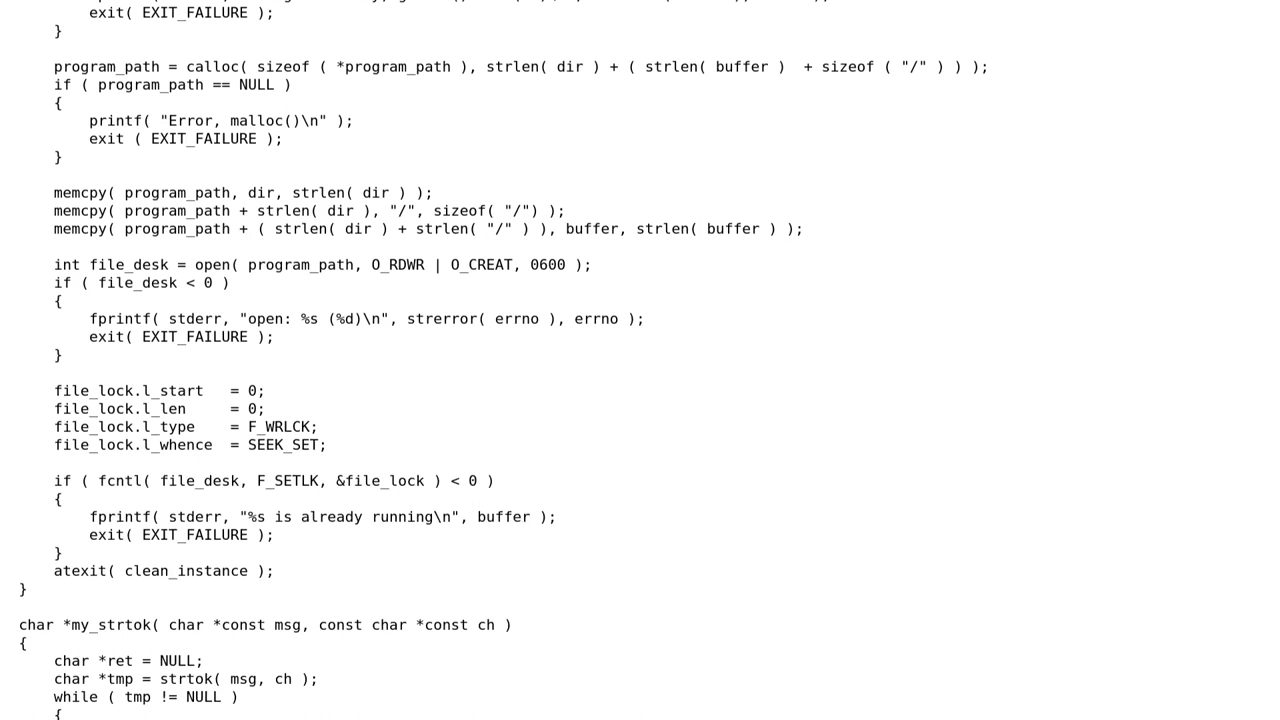 exit( EXIT_FAILURE );
}
program_path = calloc( sizeof ( *program_path ), strlen( dir ) + ( strlen( buffer )  + sizeof ( "/" ) ) );
if ( program_path == NULL )
{
printf( "Error, malloc()\n" );
exit ( EXIT_FAILURE );
}
memcpy( program_path, dir, strlen( dir ) );
memcpy( program_path + strlen( dir ), "/", sizeof( "/") );
memcpy( program_path + ( strlen( dir ) + strlen( "/" ) ), buffer, strlen( buffer ) );
int file_desk = open( program_path, O_RDWR | O_CREAT, 0600 );
if ( file_desk < 0 )
{
fprintf( stderr, "open: %s (%d)\n", strerror( errno ), errno );
exit( EXIT_FAILURE );
}
file_lock.l_start   = 0;
file_lock.l_len     = 0;
file_lock.l_type    = F_WRLCK;
file_lock.l_whence  = SEEK_SET;
if ( fcntl( file_desk, F_SETLK, &file_lock ) < 0 )
{
fprintf( stderr, "%s is already running\n", buffer );
exit( EXIT_FAILURE );
}
atexit( clean_instance );
}
char *my_strtok( char *const msg, const char *const ch )
{
char *ret = NULL;
char *tmp = strtok( msg, ch );
while ( tmp != NULL )
{